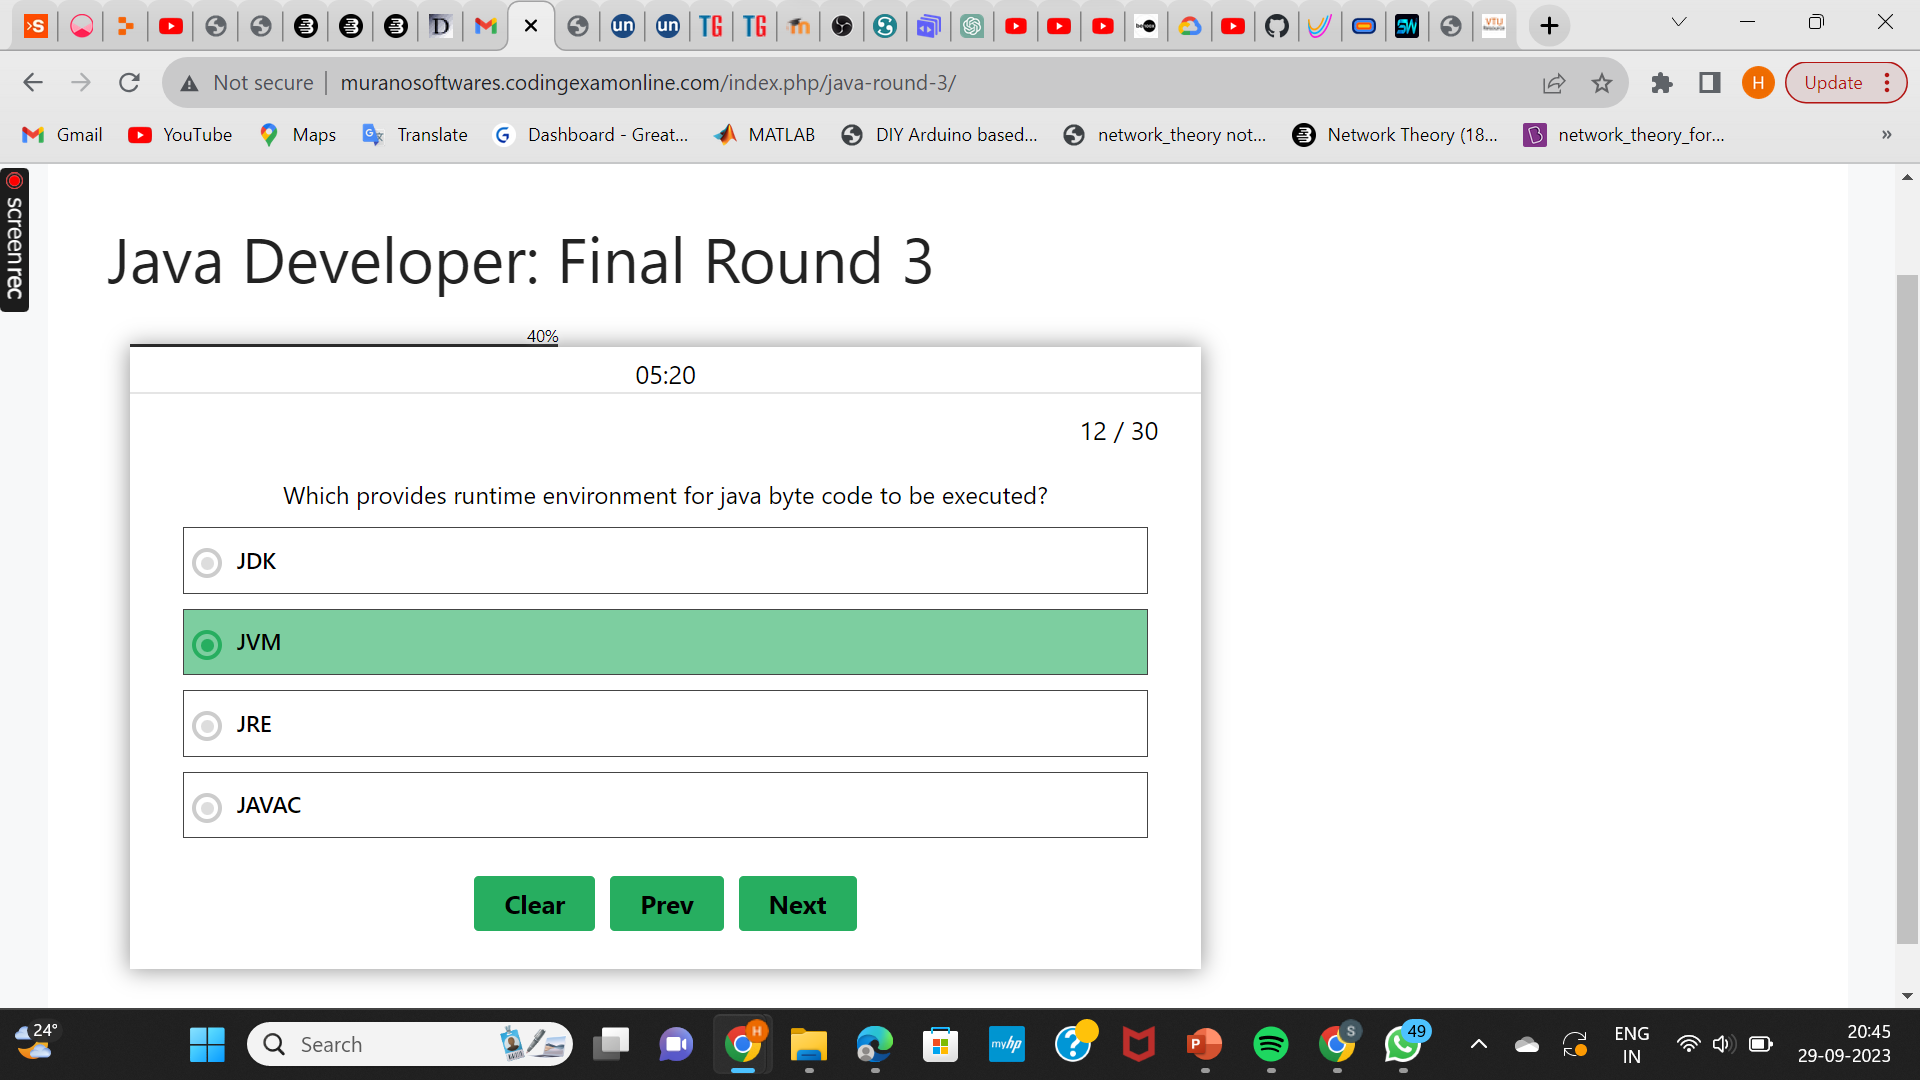 Not secure
muranosoftwares.codingexamonline.com/index.php/java-round-3/
H
Update
Gmail
YouTube
Maps
Translate
Dashboard - Great...
MATLAB
DIY Arduino based...
network_theory not...
Network Theory (18...
network_theory_for...
»
screenrec
Java Developer: Final Round 3
40%
05:20
12 / 30
Which provides runtime environment for java byte code to be executed?
JDK
JVM
JRE
JAVAC
Clear
Prev
Next
24°
Search
H
myhp
S
49
ENG
IN
20:45
29-09-2023